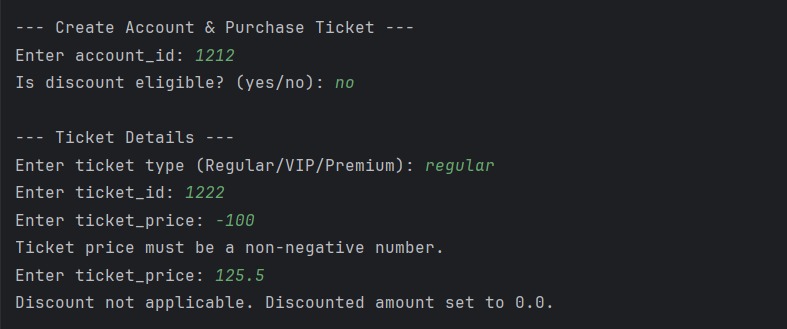 --- Create Account & Purchase Ticket ---
Enter account_id: 1212
Is discount eligible? (yes/no): no
--- Ticket Details ---
Enter ticket type (Regular/VIP/Premium): regular
Enter ticket_id: 1222
Enter ticket_price: -100
Ticket price must be a non-negative number.
Enter ticket_price: 125.5
Discount not applicable. Discounted amount set to 0.0.